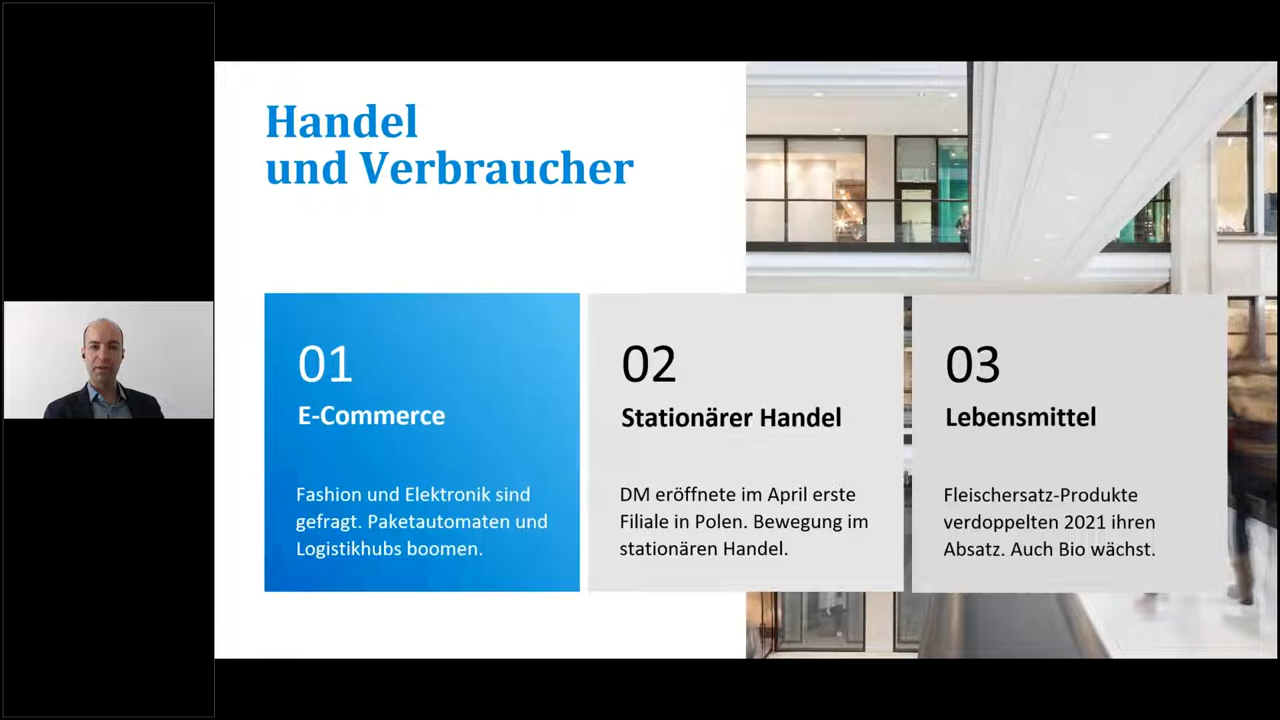 Handel
und Verbraucher
01
E-Commerce
Fashion und Elektronik sind
gefragt. Paketautomaten und
Logistikhubs boomen.
02
Stationärer Handel
DM eröffnete im April erste
Filiale in Polen. Bewegung im
stationären Handel.
03
Lebensmittel
Fleischersatz-Produkte
verdoppelten 2021 ihren
Absatz. Auch Bio wächst.